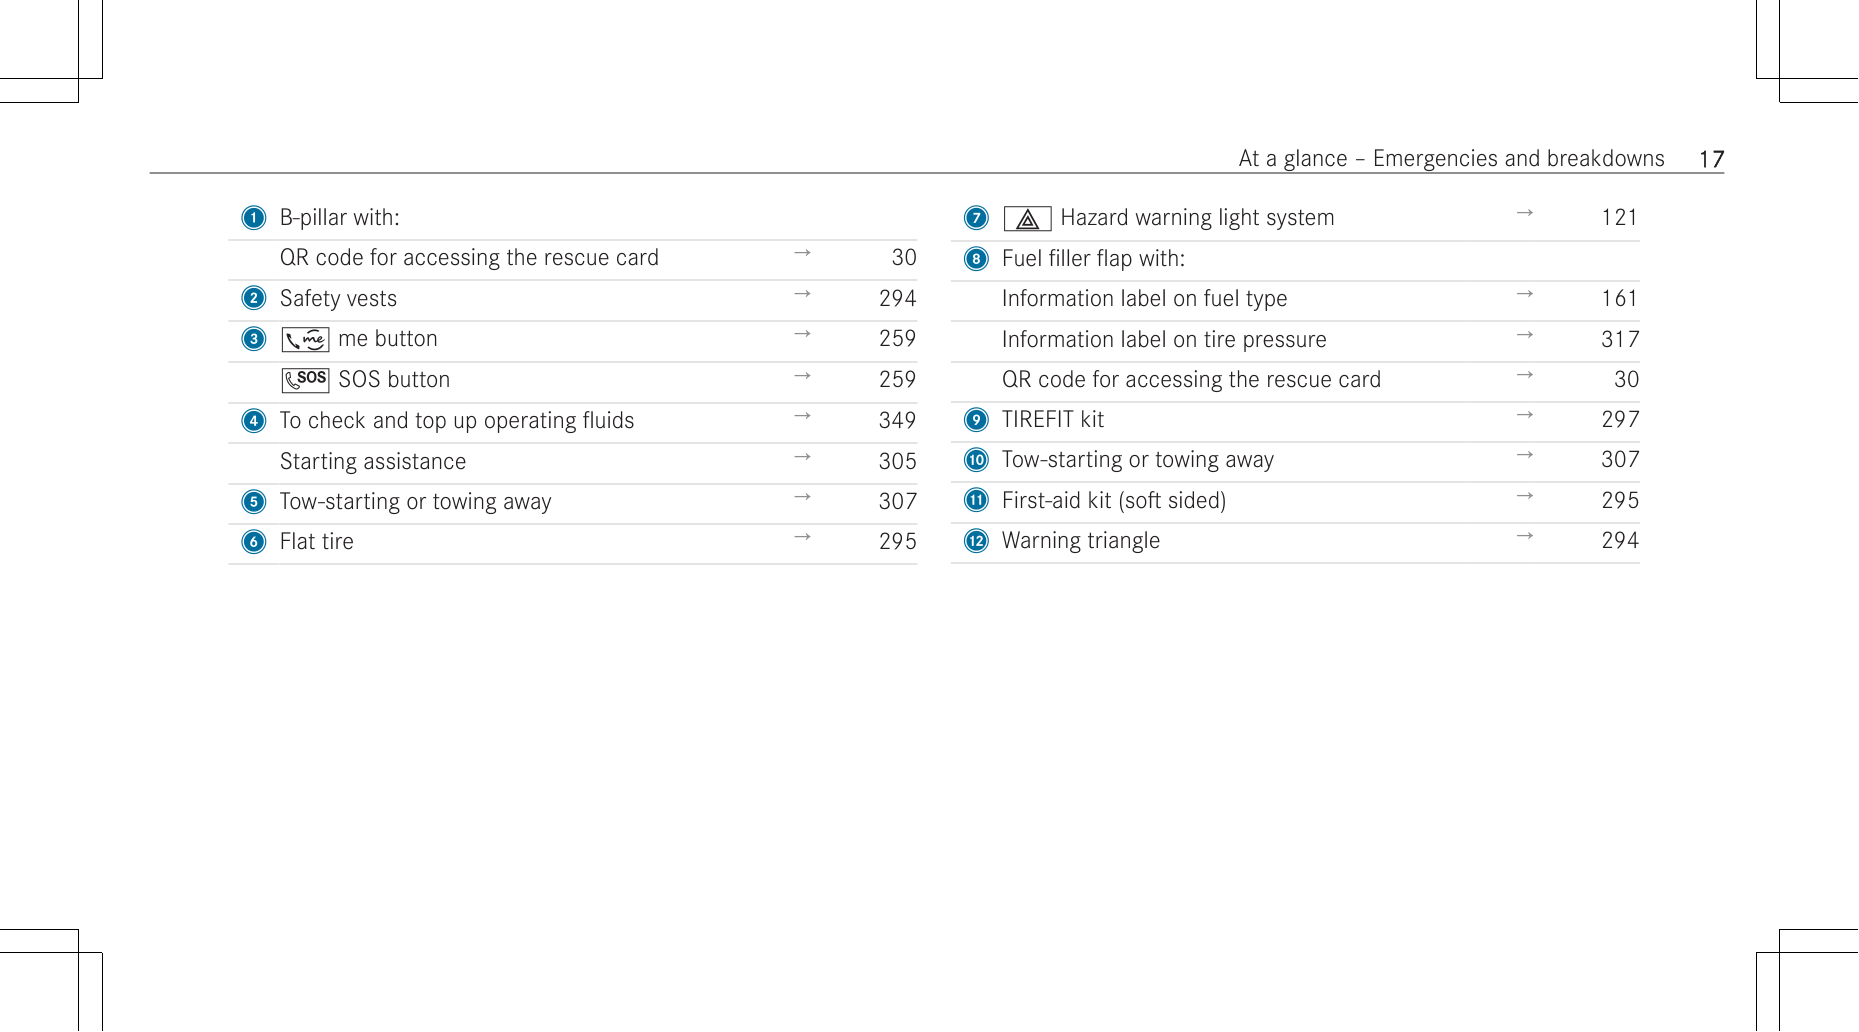 At a glance – Emergencies and breakdowns 17
1 B-pillar with:
QR code for accessing the rescue card → 30
2 Safety vests → 294
3 me me button → 259
SOS SOS button → 259
4 To check and top up operating fluids → 349
Starting assistance → 305
5 Tow-starting or towing away → 307
6 Flat tire → 295
7 Hazard warning light system → 121
8 Fuel filler flap with:
Information label on fuel type → 161
Information label on tire pressure → 317
QR code for accessing the rescue card → 30
9 TIREFIT kit → 297
10 Tow-starting or towing away → 307
11 First-aid kit (soft sided) → 295
12 Warning triangle → 294